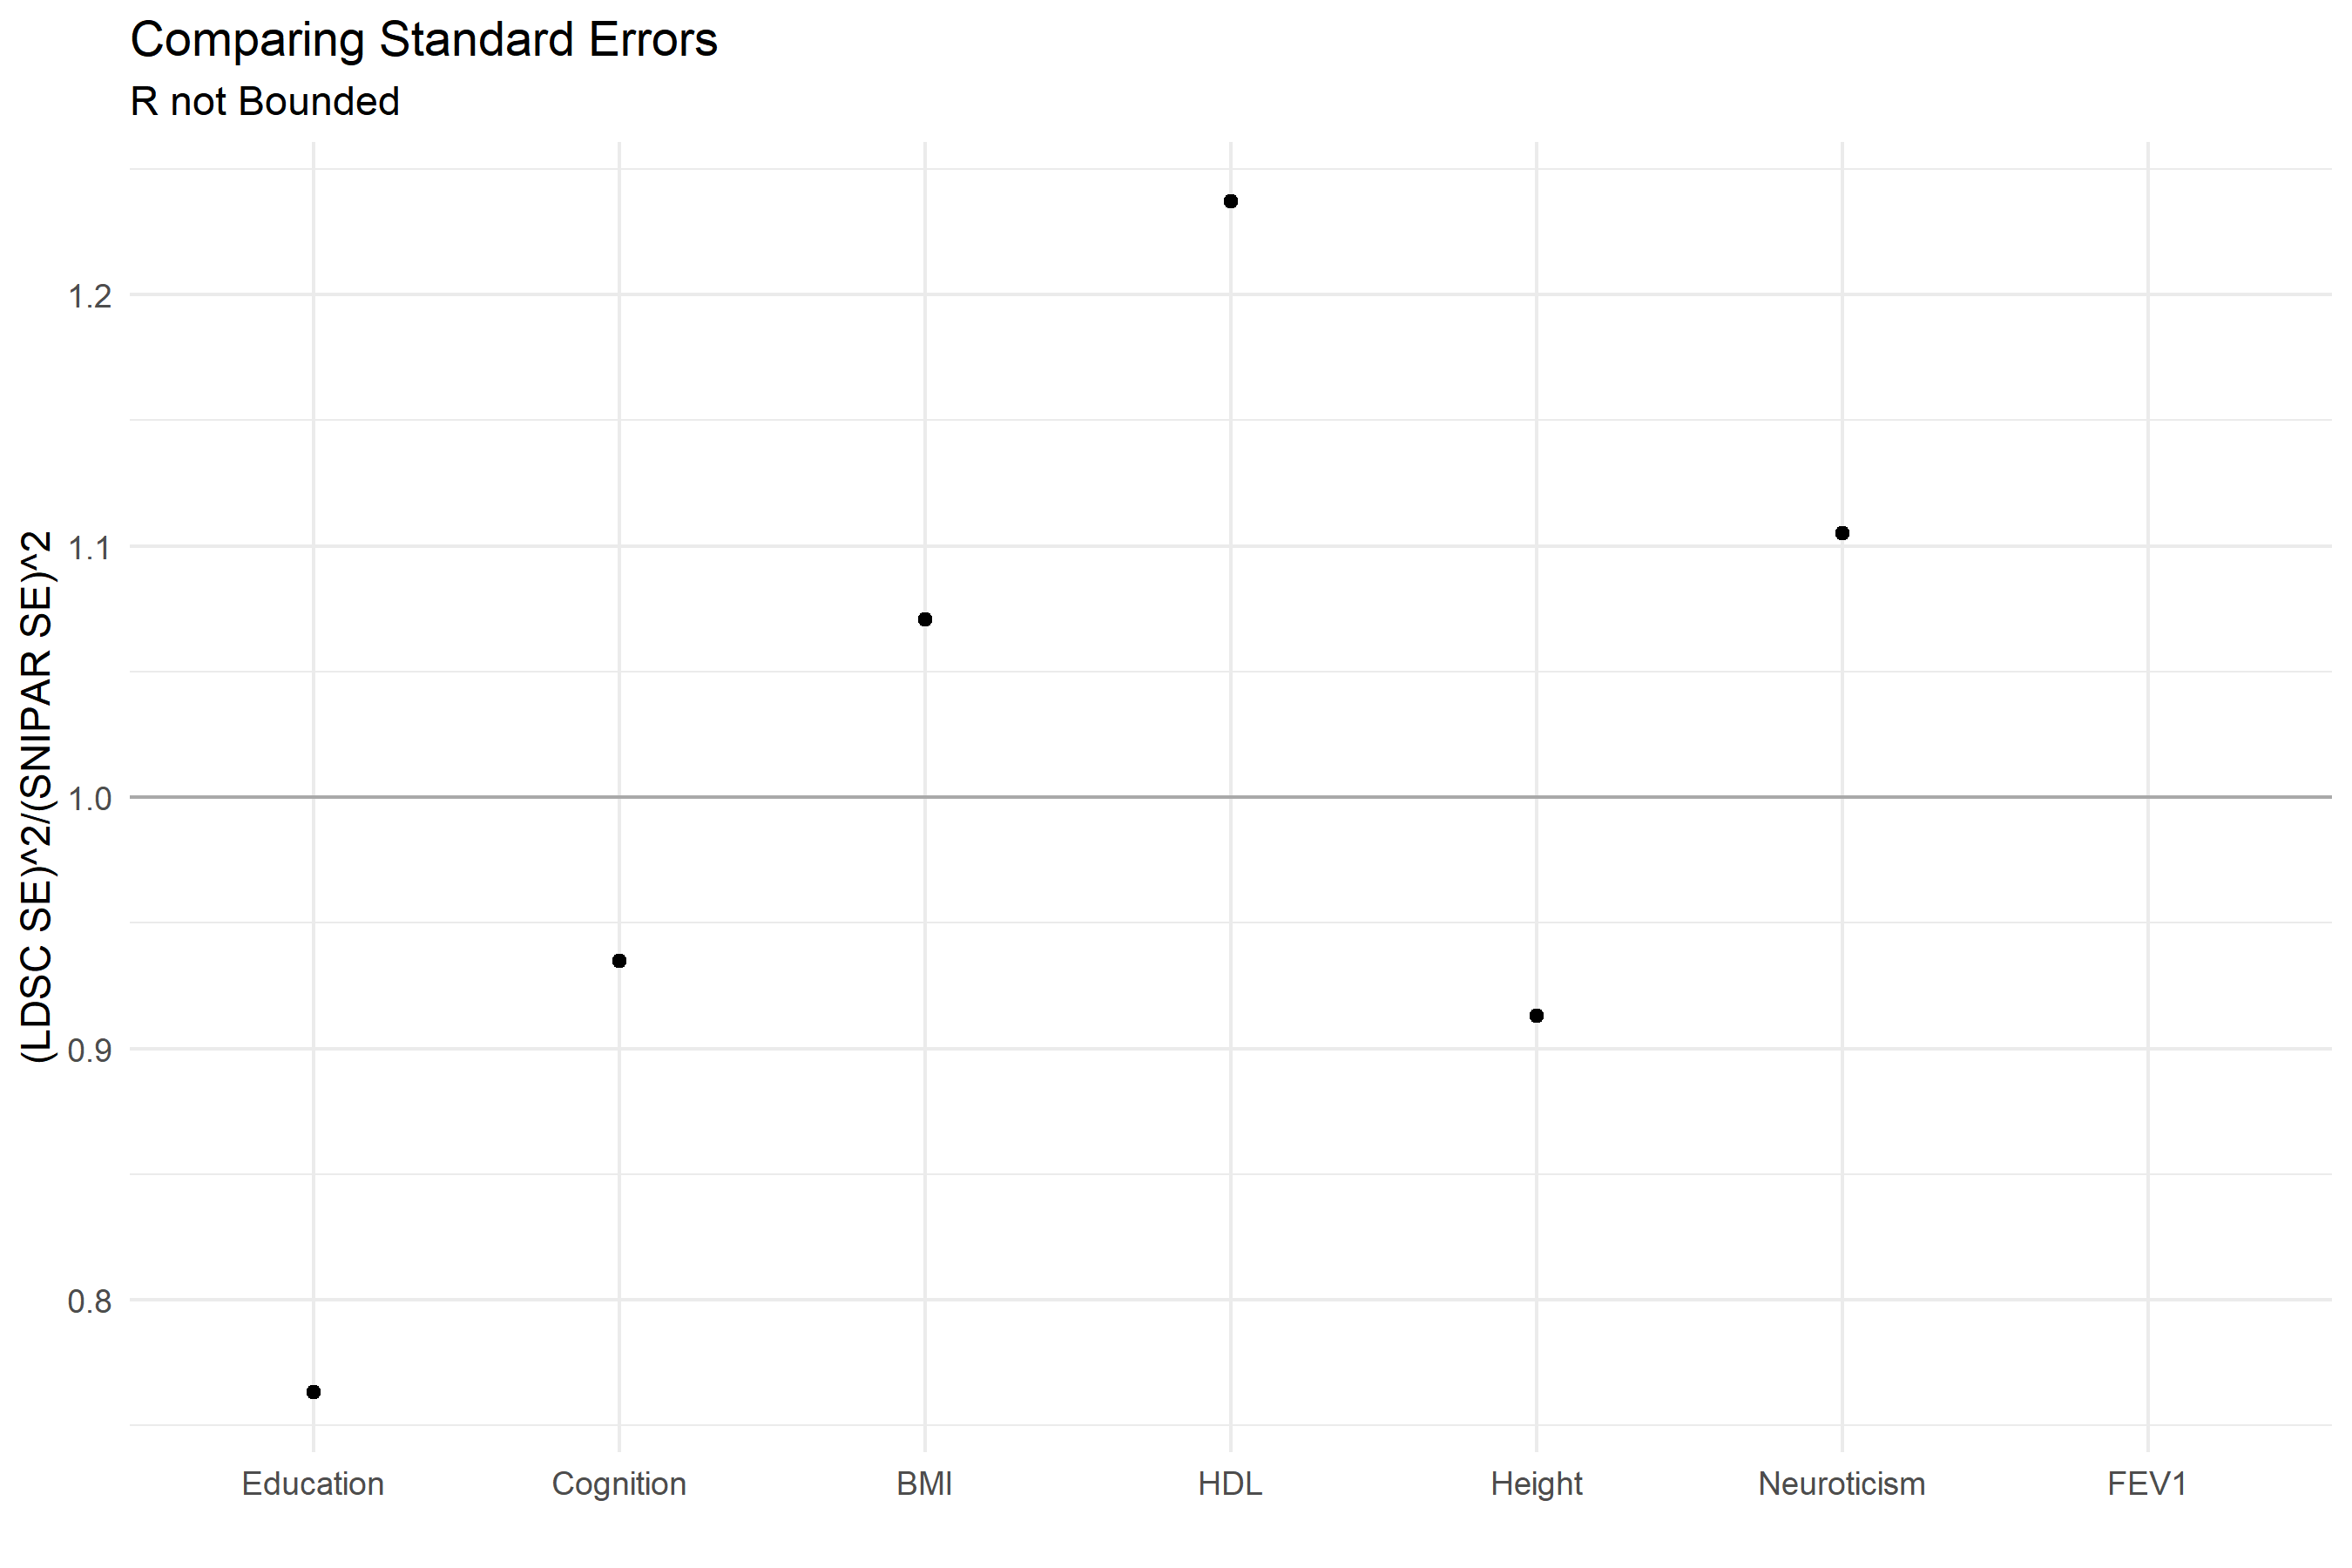 Comparing Standard Errors
R not Bounded
(LDSC SE)^2/(SNIPAR SE)^2
1.2
1.1
1.0
0.9
0.8
Education Cognition BMI HDL Height Neuroticism FEV1